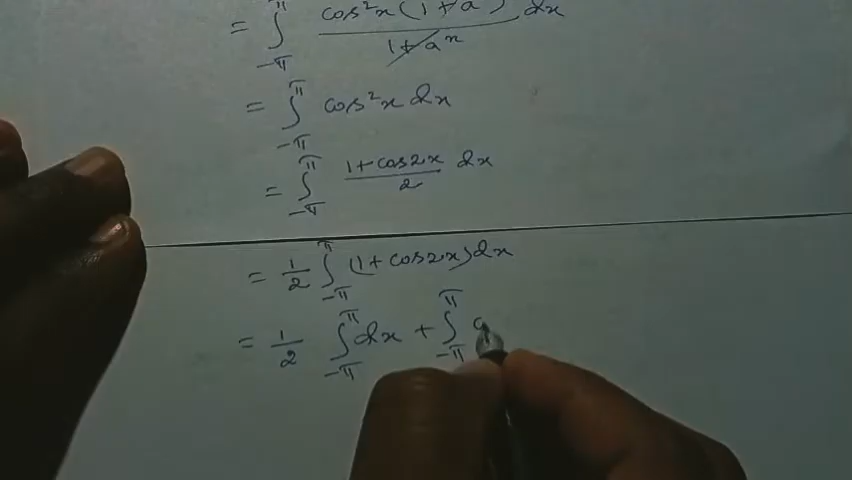 = ∫_{-π}^{π} cos²x (1+a ) / 1+aˣ dx
= ∫_{-π}^{π} cos²x dx
= ∫_{-π}^{π} 1+cos2x / 2 dx
= 1/2 ∫_{-π}^{π} (1+cos2x) dx
= 1/2 ∫_{-π}^{π} dx + ∫_{-π}^{π}